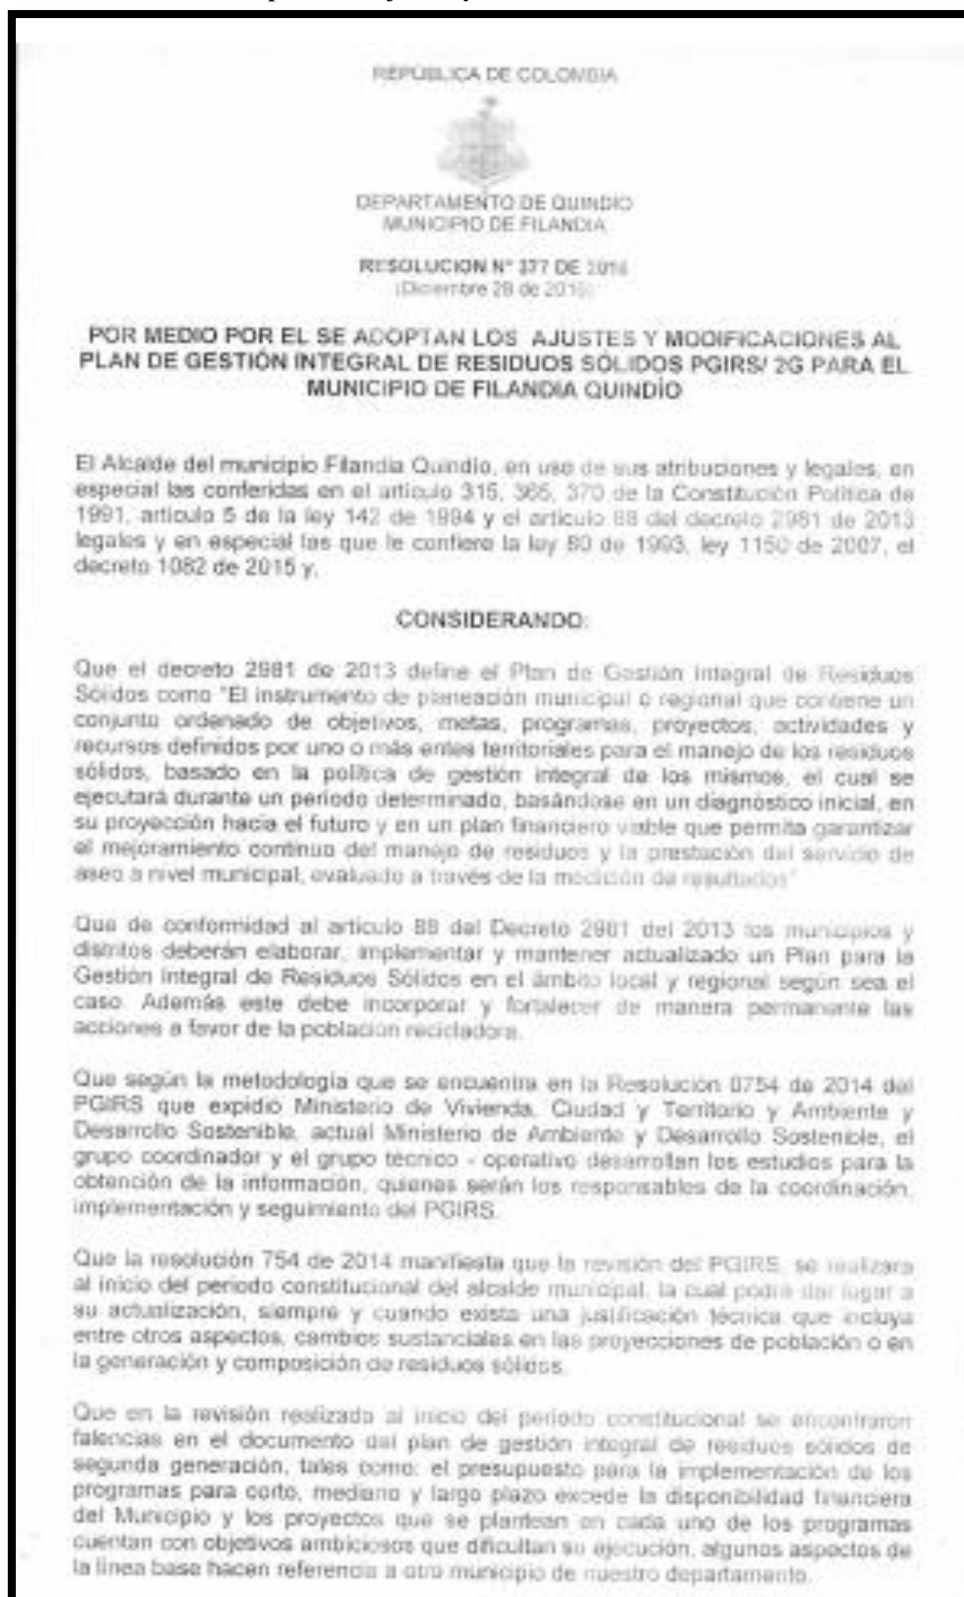 REPÚBLICA DE COLOMBIA
DEPARTAMENTO DE QUINDÍO
MUNICIPIO DE FILANDIA
RESOLUCION N° 377 DE 2016
(Diciembre 28 de 2016)
POR MEDIO POR EL SE ADOPTAN LOS AJUSTES Y MODIFICACIONES AL
PLAN DE GESTIÓN INTEGRAL DE RESIDUOS SÓLIDOS PGIRS/ 2G PARA EL
MUNICIPIO DE FILANDIA QUINDÍO
El Alcalde del municipio Filandia Quindío, en uso de sus atribuciones y legales, en
especial las conferidas en el artículo 315, 365, 370 de la Constitución Política de
1991, artículo 5 de la ley 142 de 1994 y el artículo 88 del decreto 2981 de 2013
legales y en especial las que le confiere la ley 80 de 1993, ley 1150 de 2007, el
decreto 1082 de 2015 y,
CONSIDERANDO:
Que el decreto 2981 de 2013 define el Plan de Gestión Integral de Residuos
Sólidos como "El instrumento de planeación municipal o regional que contiene un
conjunto ordenado de objetivos, metas, programas, proyectos, actividades y
recursos definidos por uno o más entes territoriales para el manejo de los residuos
sólidos, basado en la política de gestión integral de los mismos, el cual se
ejecutará durante un período determinado, basándose en un diagnóstico inicial, en
su proyección hacia el futuro y en un plan financiero viable que permita garantizar
el mejoramiento continuo del manejo de residuos y la prestación del servicio de
aseo a nivel municipal, evaluado a través de la medición de resultados"
Que de conformidad al artículo 88 del Decreto 2981 del 2013 los municipios y
distritos deberán elaborar, implementar y mantener actualizado un Plan para la
Gestión Integral de Residuos Sólidos en el ámbito local y regional según sea el
caso. Además este debe incorporar y fortalecer de manera permanente las
acciones a favor de la población recicladora.
Que según la metodología que se encuentra en la Resolución 0754 de 2014 del
PGIRS que expidió Ministerio de Vivienda, Ciudad y Territorio y Ambiente y
Desarrollo Sostenible, actual Ministerio de Ambiente y Desarrollo Sostenible, el
grupo coordinador y el grupo técnico - operativo desarrollan los estudios para la
obtención de la información, quienes serán los responsables de la coordinación,
implementación y seguimiento del PGIRS.
Que la resolución 754 de 2014 manifiesta que la revisión del PGIRS, se realizara
al inicio del periodo constitucional del alcalde municipal, la cual podrá dar lugar a
su actualización, siempre y cuando exista una justificación técnica que incluya
entre otros aspectos, cambios sustanciales en las proyecciones de población o en
la generación y composición de residuos sólidos.
Que en la revisión realizada al inicio del periodo constitucional se encontraron
falencias en el documento del plan de gestión integral de residuos sólidos de
segunda generación, tales como: el presupuesto para la implementación de los
programas para corto, mediano y largo plazo excede la disponibilidad financiera
del Municipio y los proyectos que se plantean en cada uno de los programas
cuentan con objetivos ambiciosos que dificultan su ejecución, algunos aspectos de
la línea base hacen referencia a otro municipio de nuestro departamento.